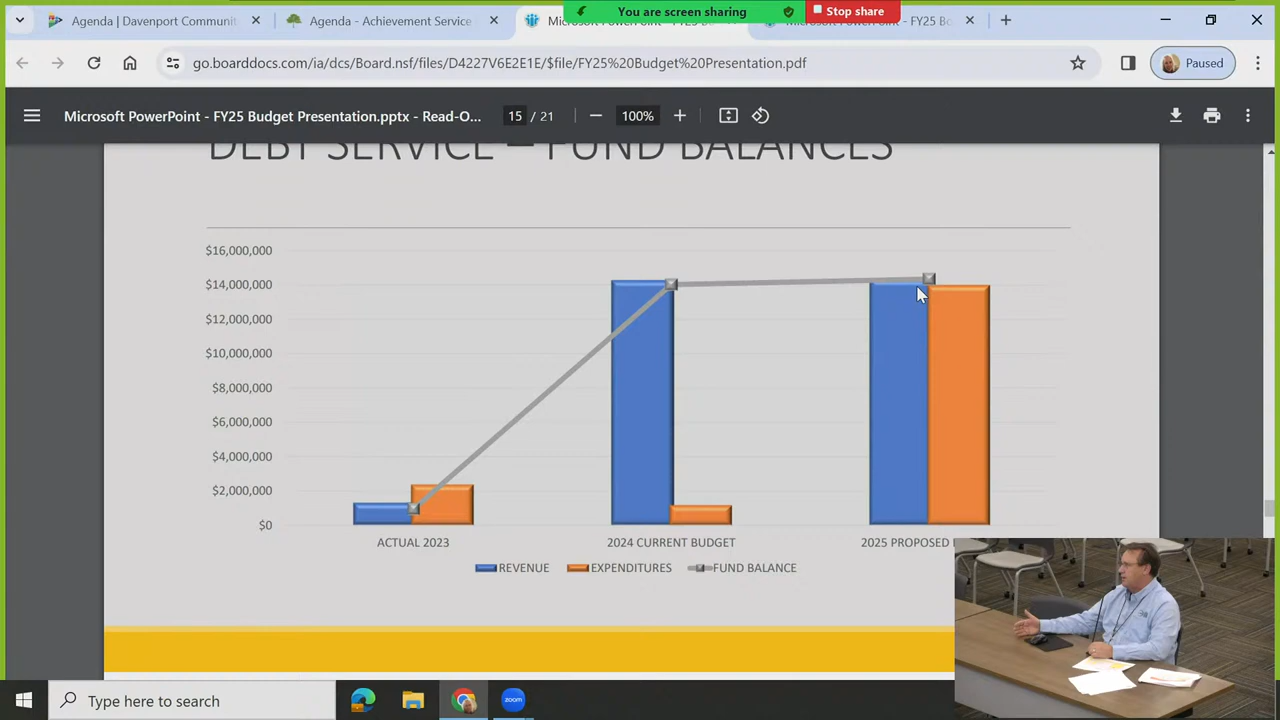 You are screen sharing
Stop share
Agenda | Davenport Communi
Agenda - Achievement Service
Microsoft PowerPoint - FY25 Bo
go.boarddocs.com/ia/dcs/Board.nsf/files/D4227V6E2E1E/$file/FY25%20Budget%20Presentation.pdf
Paused
Microsoft PowerPoint - FY25 Budget Presentation.pptx - Read-O...
15 / 21
100%
DEBT SERVICE – FUND BALANCES
$16,000,000
$14,000,000
$12,000,000
$10,000,000
$8,000,000
$6,000,000
$4,000,000
$2,000,000
$0
ACTUAL 2023
2024 CURRENT BUDGET
2025 PROPOSED
REVENUE
EXPENDITURES
FUND BALANCE
Type here to search
zoom